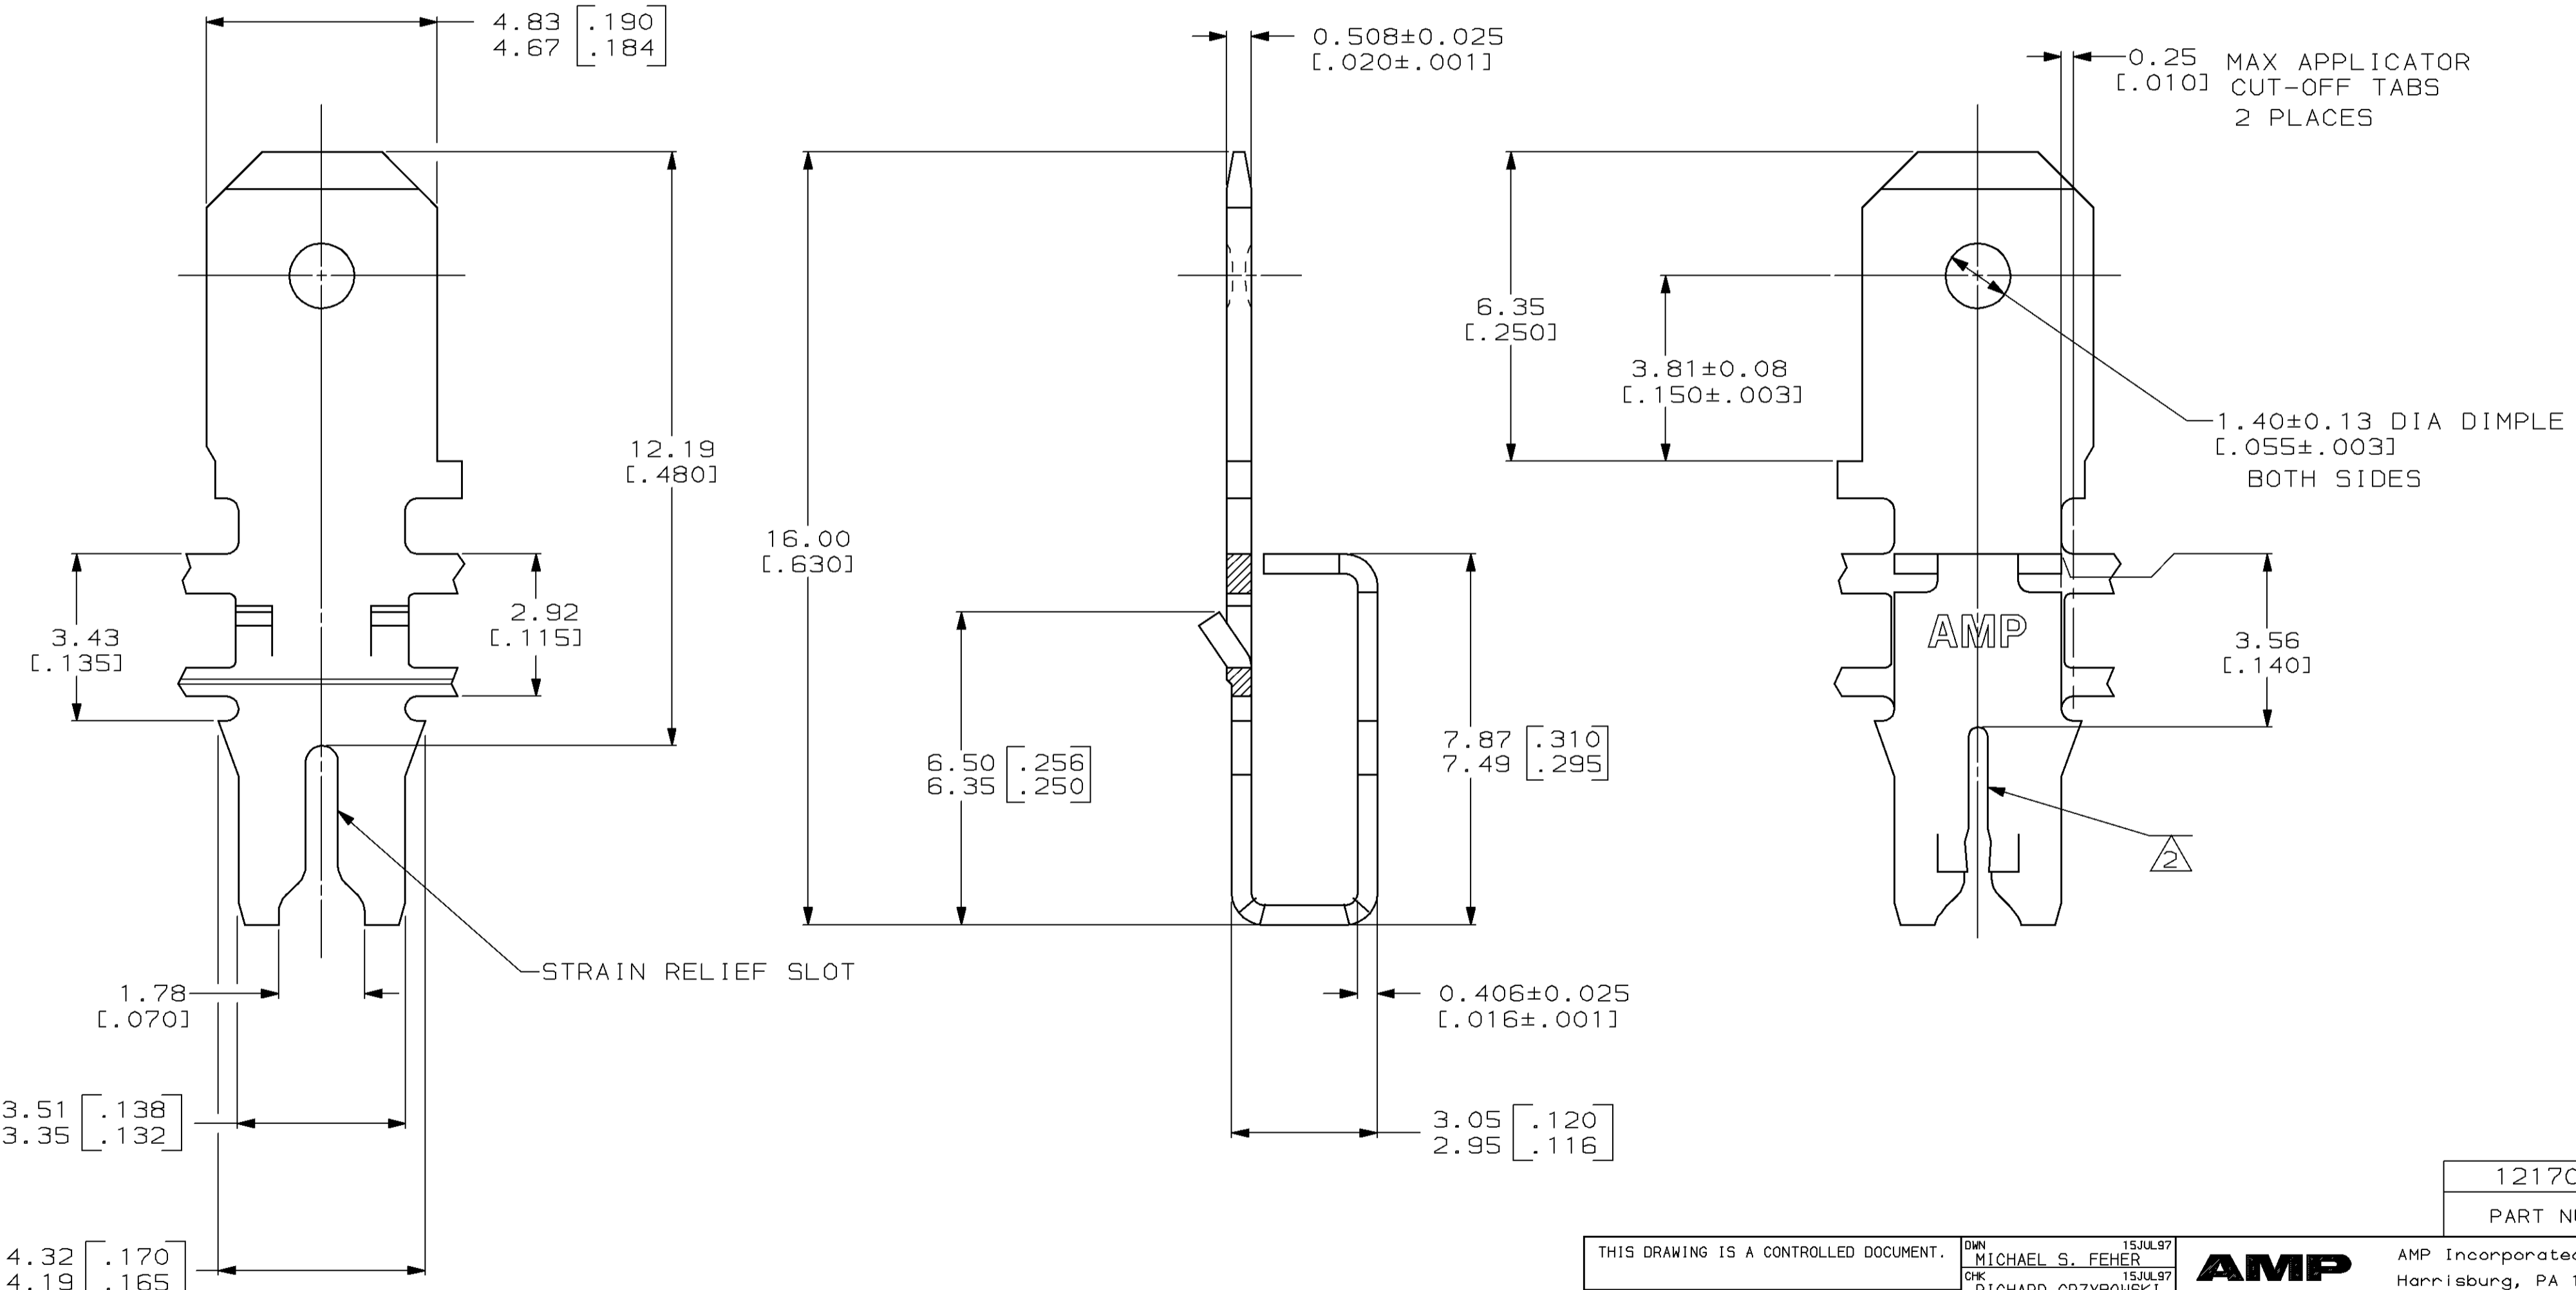 4.83 [.190
4.67 .184]
0.508±0.025
[.020±.001]
0.25
[.010]
MAX APPLICATOR
CUT-OFF TABS
2 PLACES
12.19
[.480]
16.00
[.630]
6.35
[.250]
3.81±0.08
[.150±.003]
1.40±0.13 DIA DIMPLE
[.055±.003]
BOTH SIDES
3.43
[.135]
2.92
[.115]
AMP
3.56
[.140]
6.50 [.256
6.35 .250]
7.87 [.310
7.49 .295]
2
STRAIN RELIEF SLOT
1.78
[.070]
0.406±0.025
[.016±.001]
3.51 [.138
3.35 .132]
3.05 [.120
2.95 .116]
4.32 [.170
4.19 .165]
12170
PART NU
THIS DRAWING IS A CONTROLLED DOCUMENT.
DWN 15JUL97
MICHAEL S. FEHER
CHK 15JUL97
RICHARD GRZYBOWSKI
AMP
AMP Incorporated
Harrisburg, PA 1